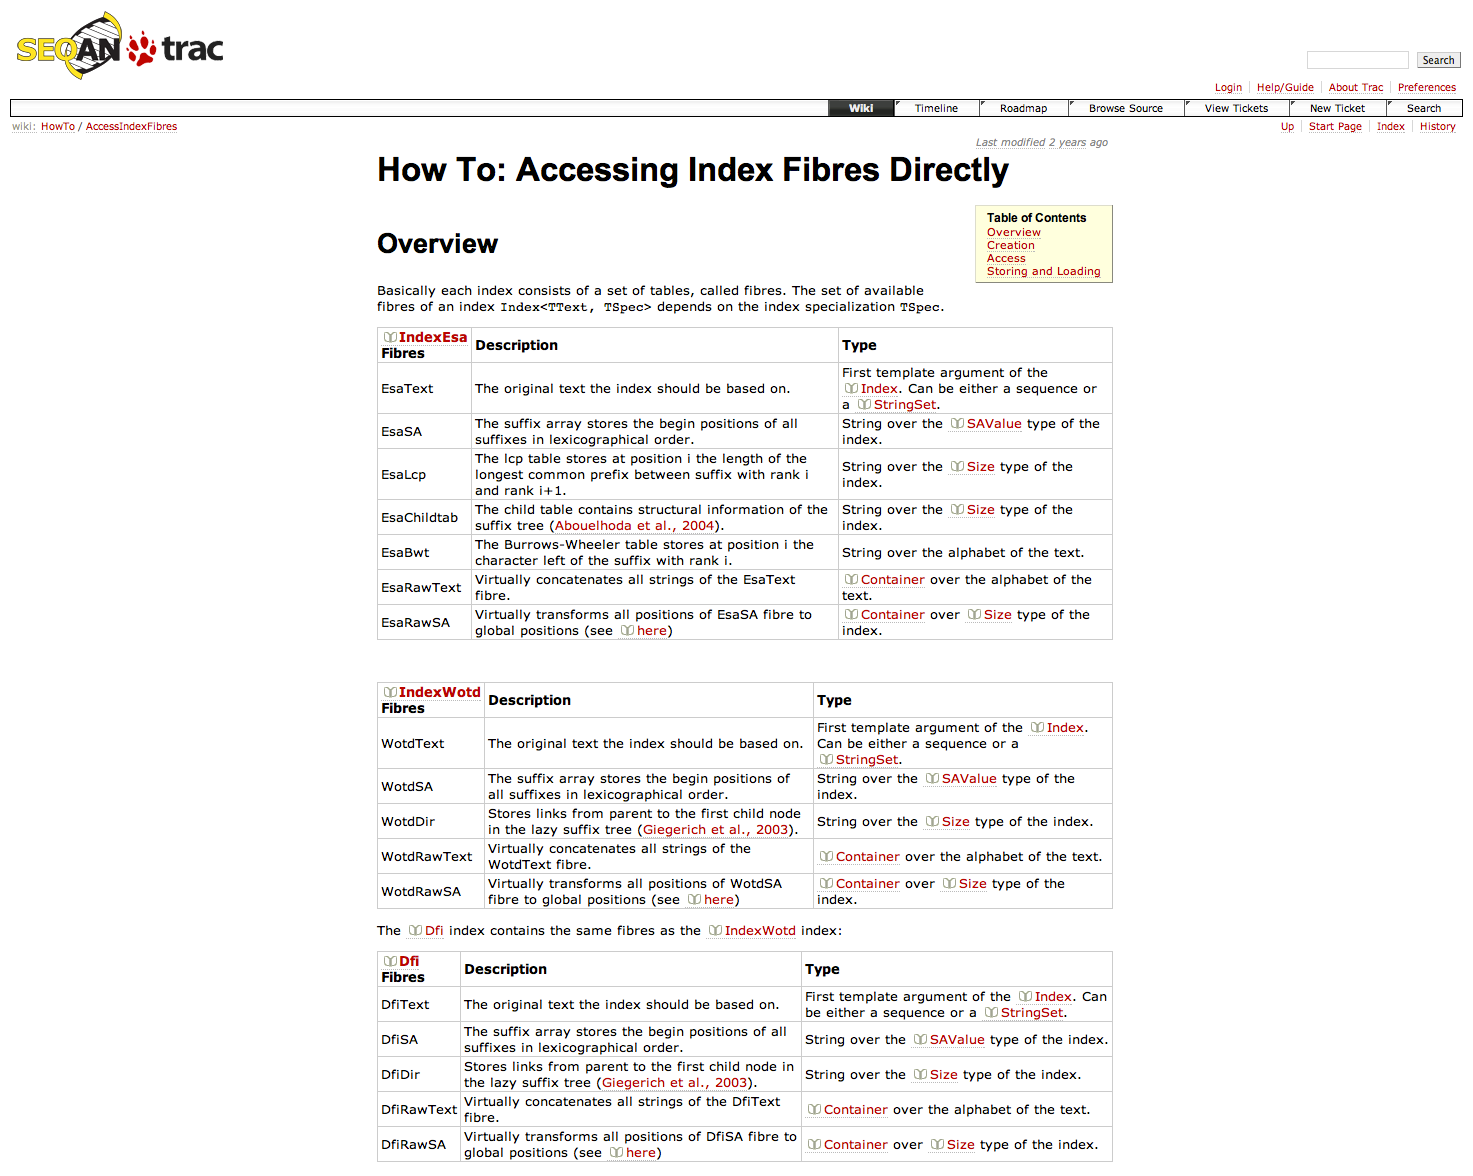 SEQAN trac
Search
Login Help/Guide About Trac Preferences
Wiki Timeline Roadmap Browse Source View Tickets New Ticket Search
wiki: HowTo / AccessIndexFibres
Up Start Page Index History
Last modified 2 years ago
How To: Accessing Index Fibres Directly
Table of Contents
Overview
Creation
Access
Storing and Loading
Overview
Basically each index consists of a set of tables, called fibres. The set of available
fibres of an index Index<TText, TSpec> depends on the index specialization TSpec.
IndexEsa
Fibres
Description
Type
EsaText
The original text the index should be based on.
First template argument of the
Index. Can be either a sequence or
a StringSet.
EsaSA
The suffix array stores the begin positions of all
suffixes in lexicographical order.
String over the SAValue type of the
index.
EsaLcp
The lcp table stores at position i the length of the
longest common prefix between suffix with rank i
and rank i+1.
String over the Size type of the
index.
EsaChildtab
The child table contains structural information of the
suffix tree (Abouelhoda et al., 2004).
String over the Size type of the
index.
EsaBwt
The Burrows-Wheeler table stores at position i the
character left of the suffix with rank i.
String over the alphabet of the text.
EsaRawText
Virtually concatenates all strings of the EsaText
fibre.
Container over the alphabet of the
text.
EsaRawSA
Virtually transforms all positions of EsaSA fibre to
global positions (see here)
Container over Size type of the
index.
IndexWotd
Fibres
Description
Type
WotdText
The original text the index should be based on.
First template argument of the Index.
Can be either a sequence or a
StringSet.
WotdSA
The suffix array stores the begin positions of
all suffixes in lexicographical order.
String over the SAValue type of the
index.
WotdDir
Stores links from parent to the first child node
in the lazy suffix tree (Giegerich et al., 2003).
String over the Size type of the index.
WotdRawText
Virtually concatenates all strings of the
WotdText fibre.
Container over the alphabet of the text.
WotdRawSA
Virtually transforms all positions of WotdSA
fibre to global positions (see here)
Container over Size type of the
index.
The Dfi index contains the same fibres as the IndexWotd index:
Dfi
Fibres
Description
Type
DfiText
The original text the index should be based on.
First template argument of the Index. Can
be either a sequence or a StringSet.
DfiSA
The suffix array stores the begin positions of all
suffixes in lexicographical order.
String over the SAValue type of the index.
DfiDir
Stores links from parent to the first child node in
the lazy suffix tree (Giegerich et al., 2003).
String over the Size type of the index.
DfiRawText
Virtually concatenates all strings of the DfiText
fibre.
Container over the alphabet of the text.
DfiRawSA
Virtually transforms all positions of DfiSA fibre to
global positions (see here)
Container over Size type of the index.